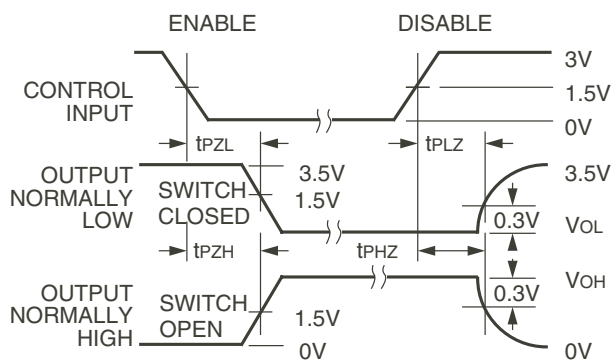 ENABLE
DISABLE
CONTROL
INPUT
3V
1.5V
0V
tPZL
tPLZ
OUTPUT
NORMALLY
LOW
SWITCH
CLOSED
3.5V
1.5V
3.5V
0.3V
VOL
tPZH
tPHZ
OUTPUT
NORMALLY
HIGH
SWITCH
OPEN
1.5V
0V
VOH
0.3V
0V